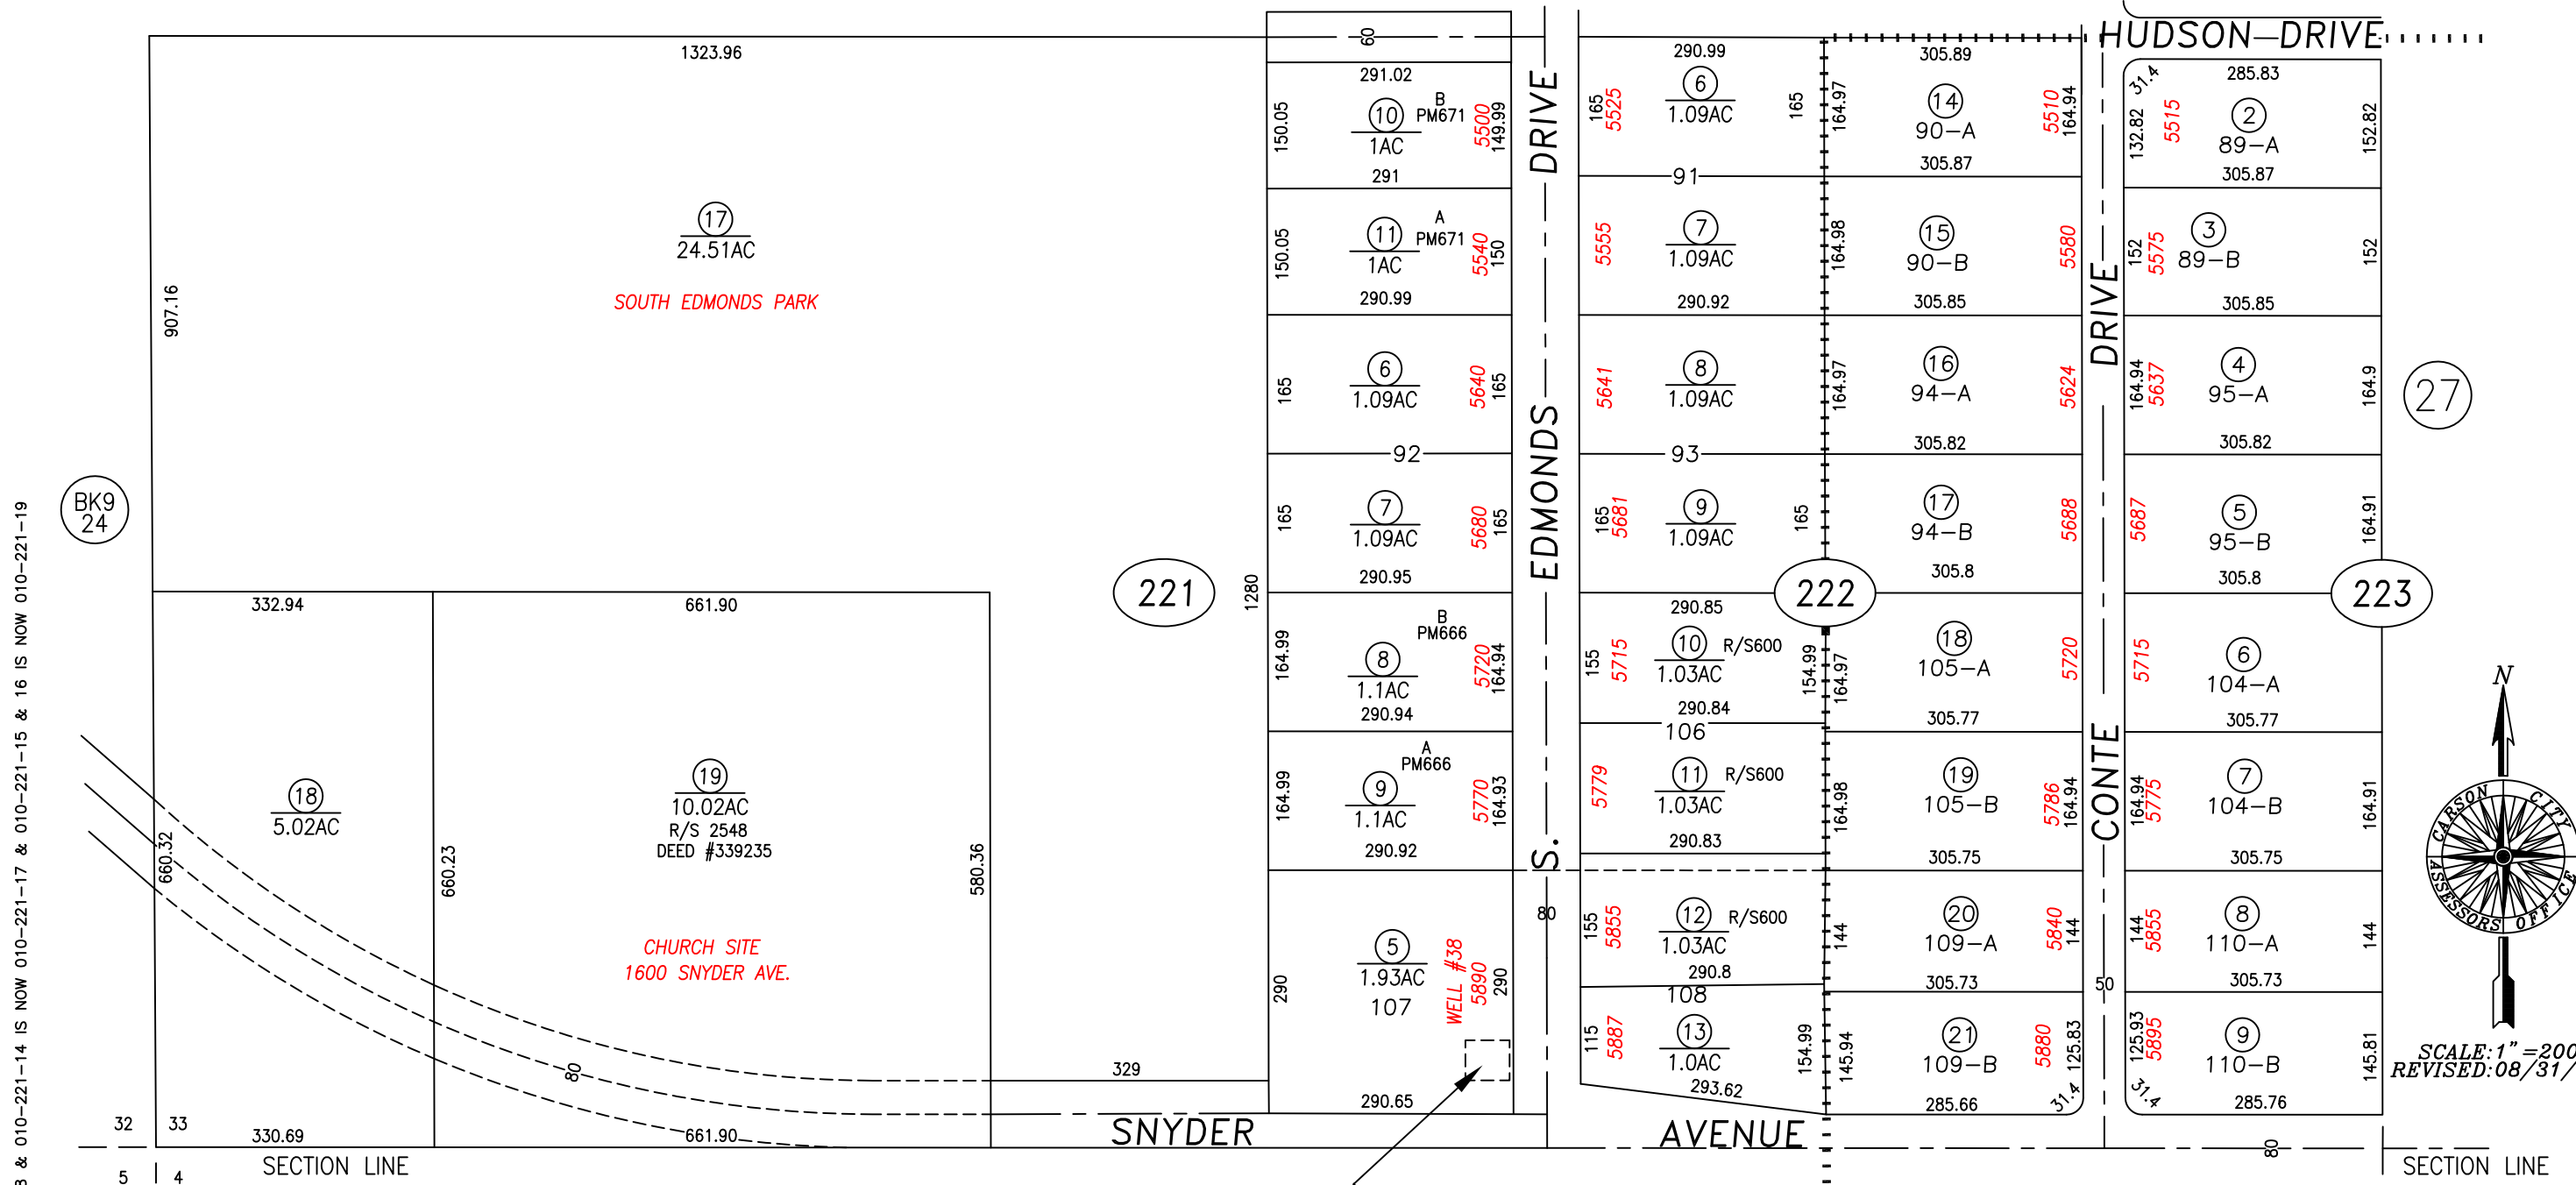 HUDSON DRIVE
1323.96
907.16
17
24.51AC
SOUTH EDMONDS PARK
BK9
24
& 010-221-14 IS NOW 010-221-17 & 010-221-15 & 16 IS NOW 010-221-19
332.94
661.90
18
5.02AC
660.32
660.23
19
10.02AC
R/S 2548
DEED #339235
580.36
CHURCH SITE
1600 SNYDER AVE.
80
329
330.69
661.90
32
33
5
4
SECTION LINE
SNYDER
AVENUE
221
1280
60
291.02
150.05
10
1AC
B
PM671
5500
149.99
291
150.05
11
1AC
A
PM671
5540
150
290.99
165
6
1.09AC
5640
165
92
165
7
1.09AC
5680
165
290.95
164.99
8
1.1AC
B
PM666
5720
164.94
290.94
164.99
9
1.1AC
A
PM666
5770
164.93
290.92
290
5
1.93AC
107
WELL #38
5890
290
290.65
S. EDMONDS DRIVE
80
290.99
165
5525
6
1.09AC
165
91
5555
7
1.09AC
290.92
5641
8
1.09AC
93
165
5681
9
1.09AC
165
222
290.85
155
5715
10
1.03AC
R/S600
154.99
290.84
106
5779
11
1.03AC
R/S600
290.83
155
5855
12
1.03AC
R/S600
290.8
108
115
5887
13
1.0AC
154.99
293.62
305.89
164.97
14
90-A
5510
164.94
305.87
164.98
15
90-B
5580
305.85
164.97
16
94-A
5624
305.82
17
94-B
5688
305.8
164.97
18
105-A
5720
305.77
164.98
19
105-B
5786
164.94
305.75
144
20
109-A
5840
144
305.73
145.94
21
109-B
5880
125.83
31.4
285.66
CONTE DRIVE
50
31.4
285.83
132.82
5515
2
89-A
152.82
305.87
152
5575
3
89-B
152
305.85
164.94
5637
4
95-A
164.9
305.82
5687
5
95-B
164.91
305.8
223
5715
6
104-A
305.77
164.94
5775
7
104-B
164.91
305.75
144
5855
8
110-A
144
305.73
125.93
5895
9
110-B
145.81
31.4
285.76
80
27
N
CARSON CITY
ASSESSORS OFFICE
SCALE:1"=200
REVISED:08/31/
SECTION LINE